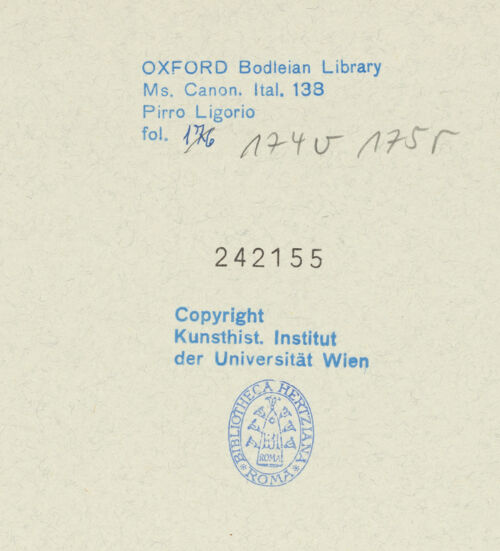 OXFORD Bodleian Library
Ms. Canon. Ital. 138
Pirro Ligorio
fol. 176 174v 175r
242155
Copyright
Kunsthist. Institut
der Universität Wien
BIBLIOTHECA HERTZIANA
ROMA
ROMA